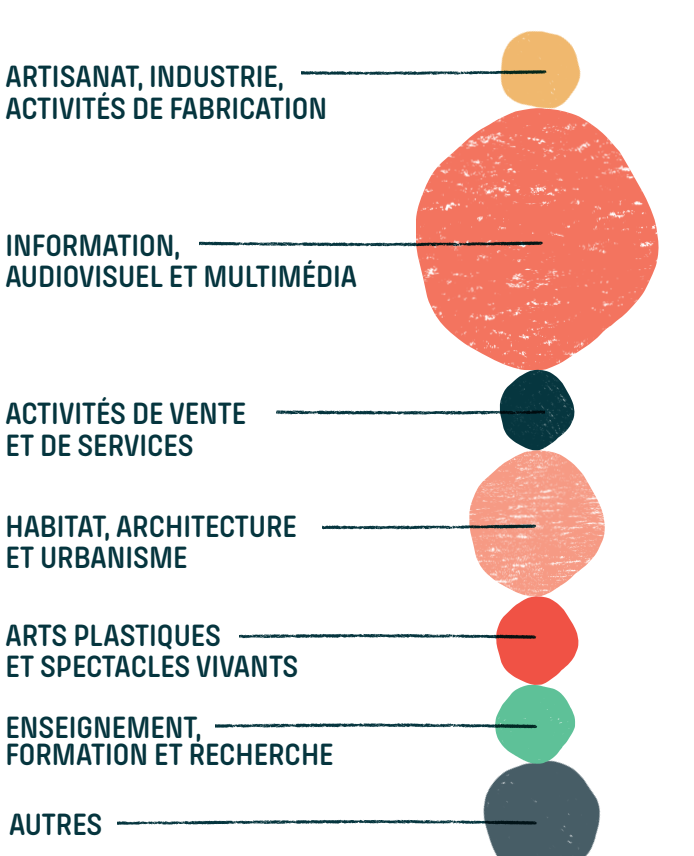 ARTISANAT, INDUSTRIE,
ACTIVITÉS DE FABRICATION
INFORMATION,
AUDIOVISUEL ET MULTIMÉDIA
ACTIVITÉS DE VENTE
ET DE SERVICES
HABITAT, ARCHITECTURE
ET URBANISME
ARTS PLASTIQUES
ET SPECTACLES VIVANTS
ENSEIGNEMENT,
FORMATION ET RECHERCHE
AUTRES